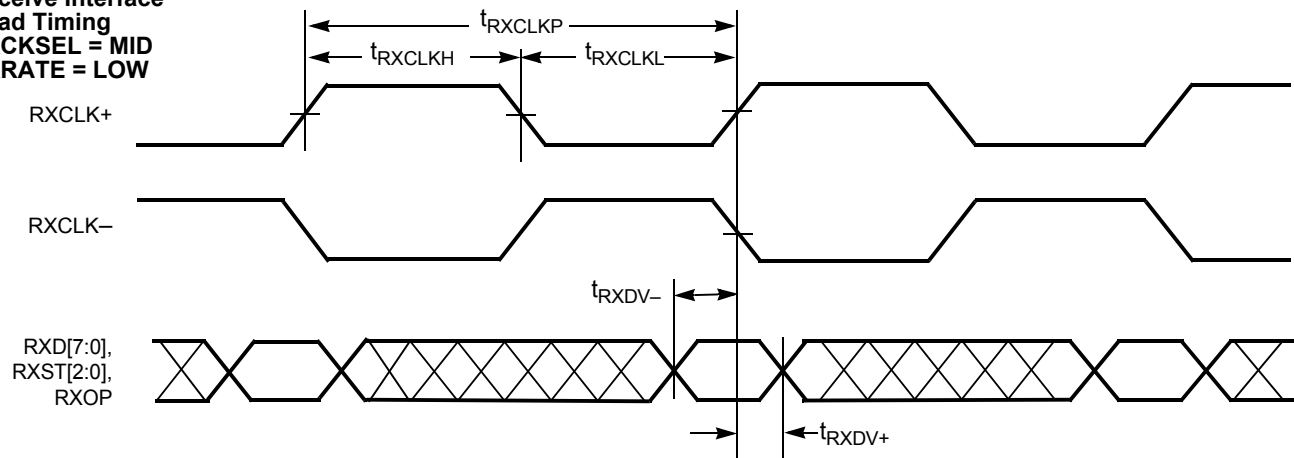 ad Timing
CKSEL = MID
RATE = LOW
tRXCLKP
tRXCLKH
tRXCLKL
RXCLK+
RXCLK–
tRXDV–
RXD[7:0],
RXST[2:0],
RXOP
tRXDV+